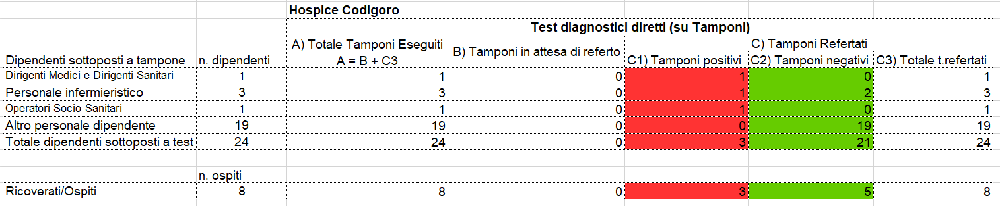 Hospice Codigoro
Test diagnostici diretti (su Tamponi)
A) Totale Tamponi Eseguiti
A = B + C3)
B) Tamponi in attesa di referto
C) Tamponi Refertati
Dipendenti sottoposti a tampone n. dipendenti C1) Tamponi positivi C2) Tamponi negativi C3) Totale t.refertati
Dirigenti Medici e Dirigenti Sanitari 1 1 0 1 0 1
Personale infermieristico 3 3 0 1 2 3
Operatori Socio-Sanitari 1 1 0 1 0 1
Altro personale dipendente 19 19 0 0 19 19
Totale dipendenti sottoposti a test 24 24 0 3 21 24
n. ospiti
Ricoverati/Ospiti 8 8 0 3 5 8